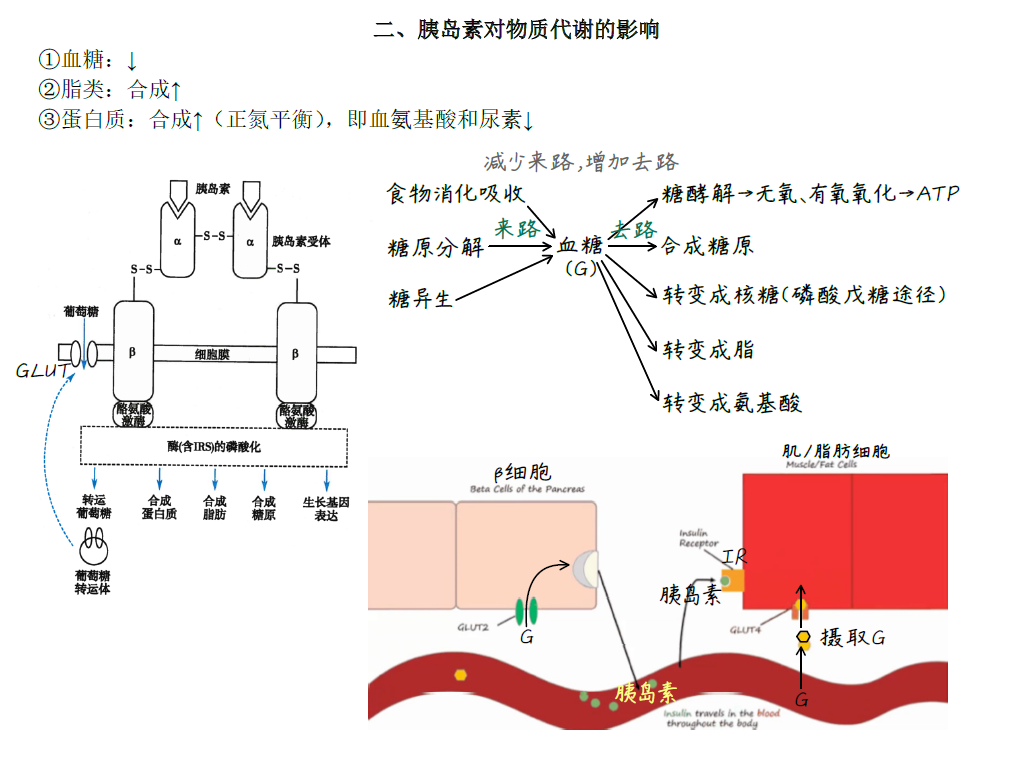 二、胰岛素对物质代谢的影响
①血糖：↓
②脂类：合成↑
③蛋白质：合成↑（正氮平衡），即血氨基酸和尿素↓
减少来路,增加去路
食物消化吸收
糖原分解
糖异生
来路
血糖
(G)
去路
糖酵解→无氧、有氧氧化→ATP
合成糖原
转变成核糖(磷酸戊糖途径)
转变成脂
转变成氨基酸
胰岛素
α
S-S
α
胰岛素受体
S-S
S-S
葡萄糖
GLUT
β
细胞膜
β
酪氨酸
激酶
酪氨酸
激酶
酶(含IRS)的磷酸化
转运
葡萄糖
合成
蛋白质
合成
脂肪
合成
糖原
生长基因
表达
葡萄糖
转运体
β细胞
Beta Cells of the Pancreas
肌/脂肪细胞
Muscle/Fat Cells
Insulin
Receptor
IR
胰岛素
GLUT2
G
GLUT4
摄取G
G
胰岛素
Insulin travels in the blood
throughout the body